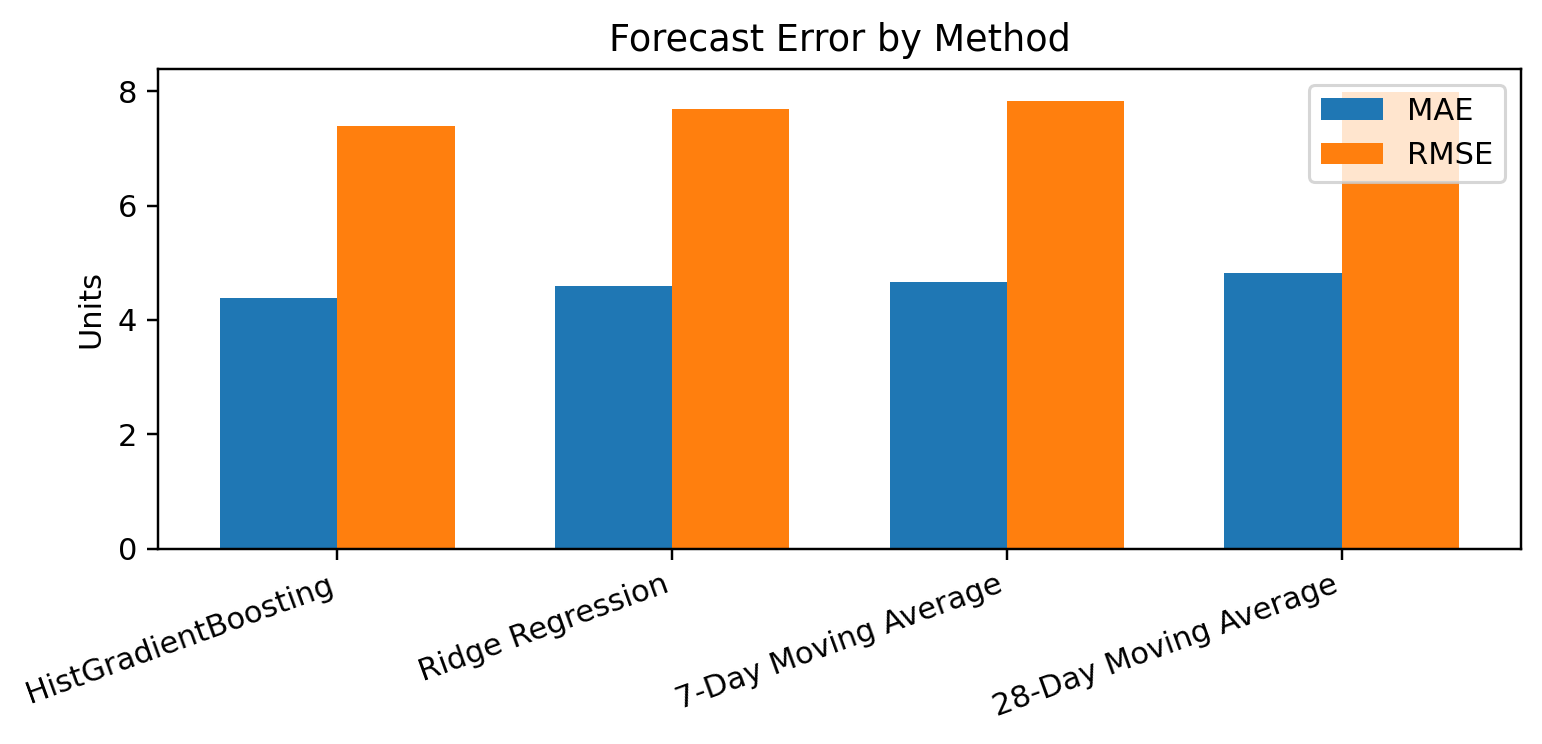 Forecast Error by Method
8
6
4
2
0
Units
MAE
RMSE
HistGradientBoosting
Ridge Regression
7-Day Moving Average
28-Day Moving Average